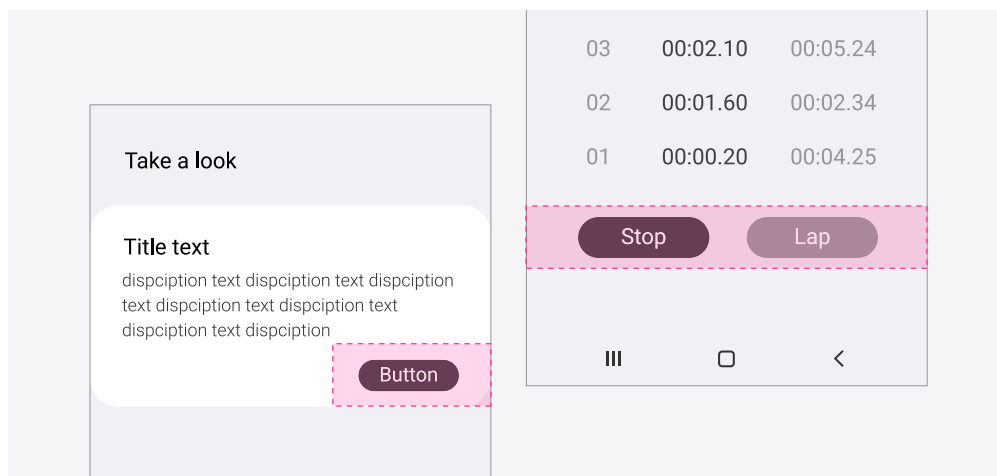 Take a look
Title text
dispciption text dispciption text dispciption
text dispciption text dispciption text
dispciption text dispciption
Button
03 00:02.10 00:05.24
02 00:01.60 00:02.34
01 00:00.20 00:04.25
Stop Lap